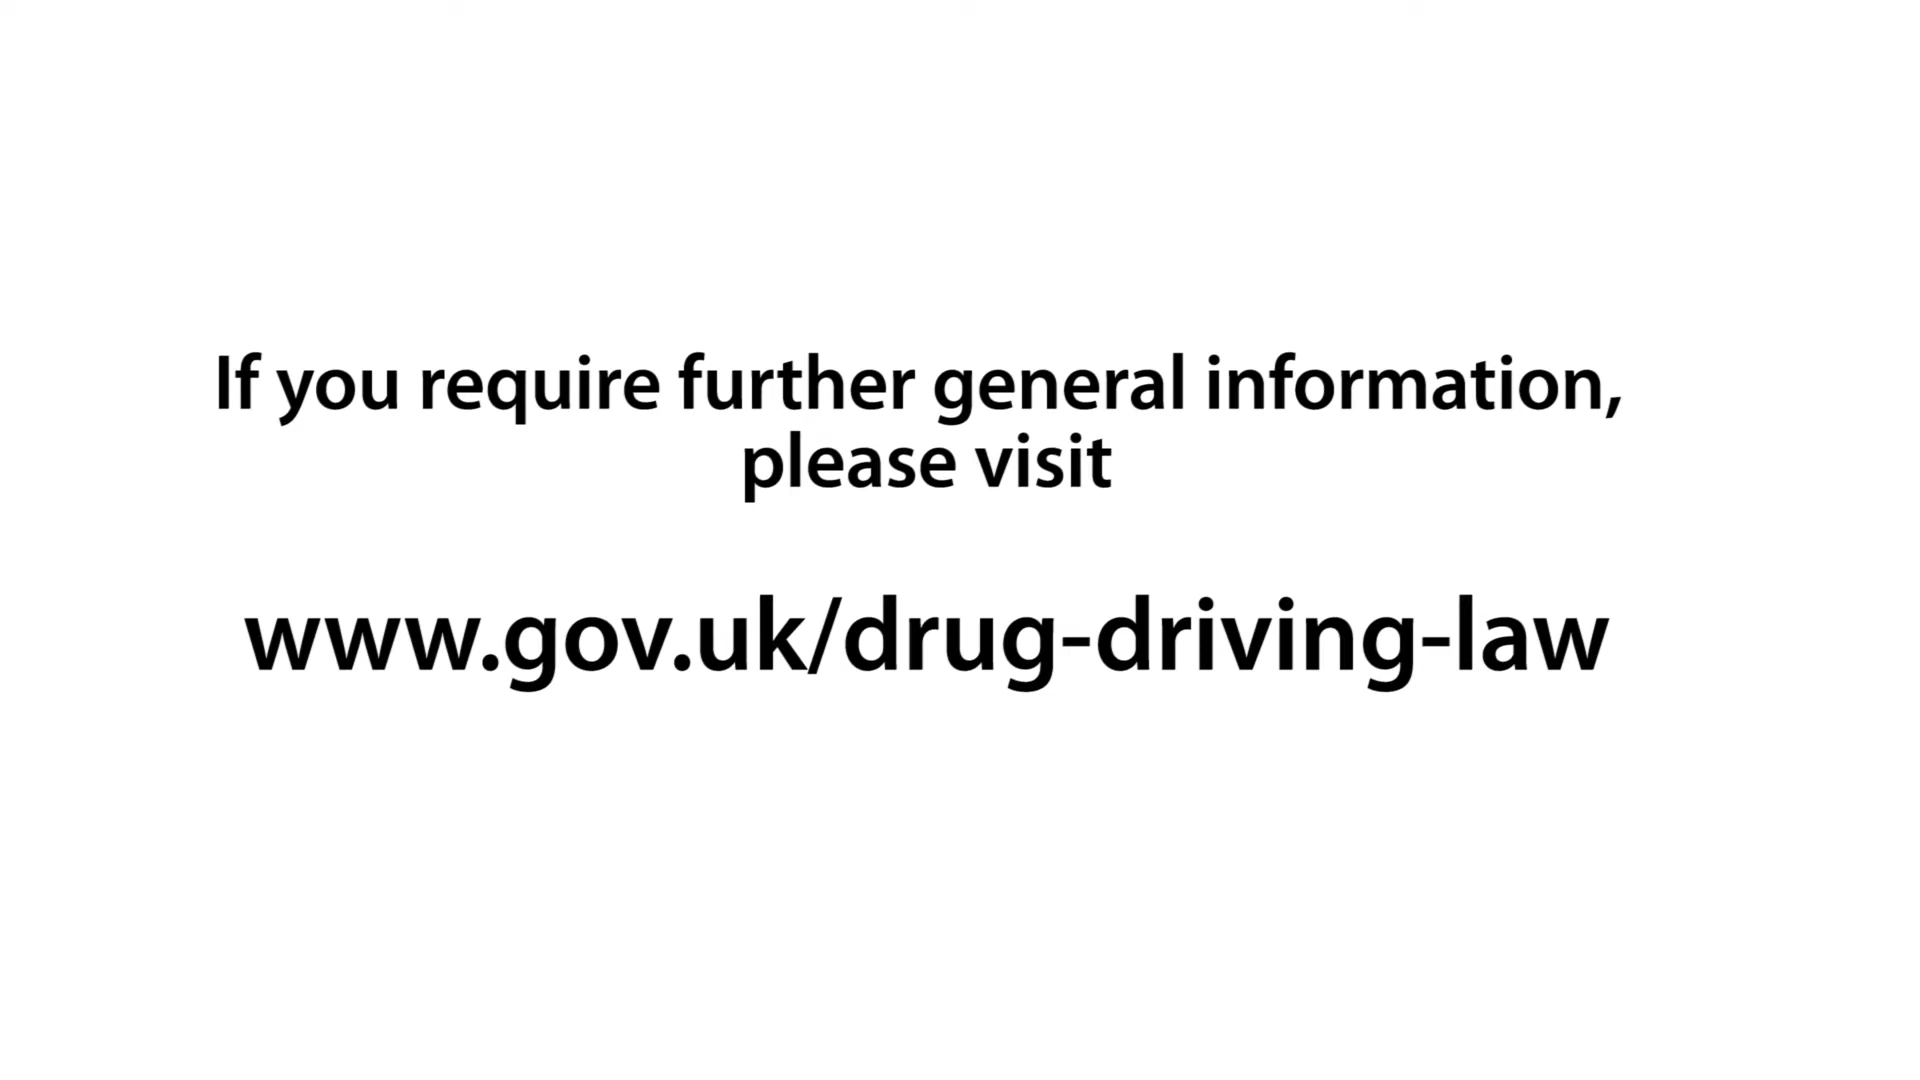 If you require further general information,
please visit
www.gov.uk/drug-driving-law